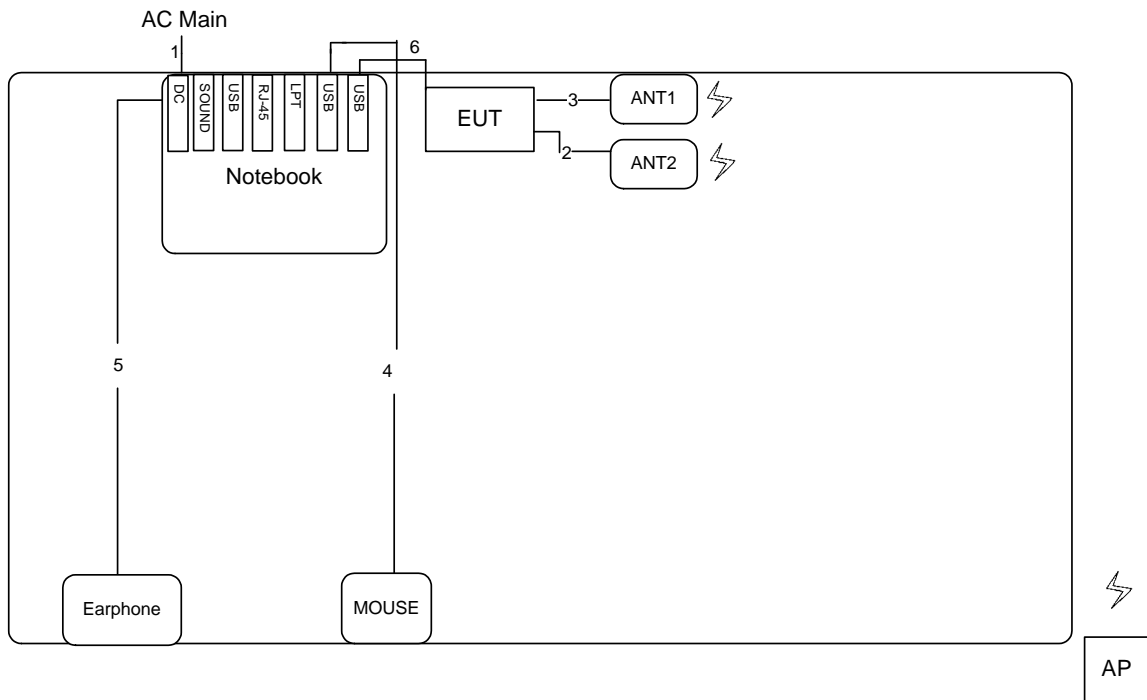 AC Main
1
6
DC
SOUND
USB
RJ-45
LPT
USB
USB
EUT
3
ANT1
2
ANT2
Notebook
5
4
Earphone
MOUSE
AP